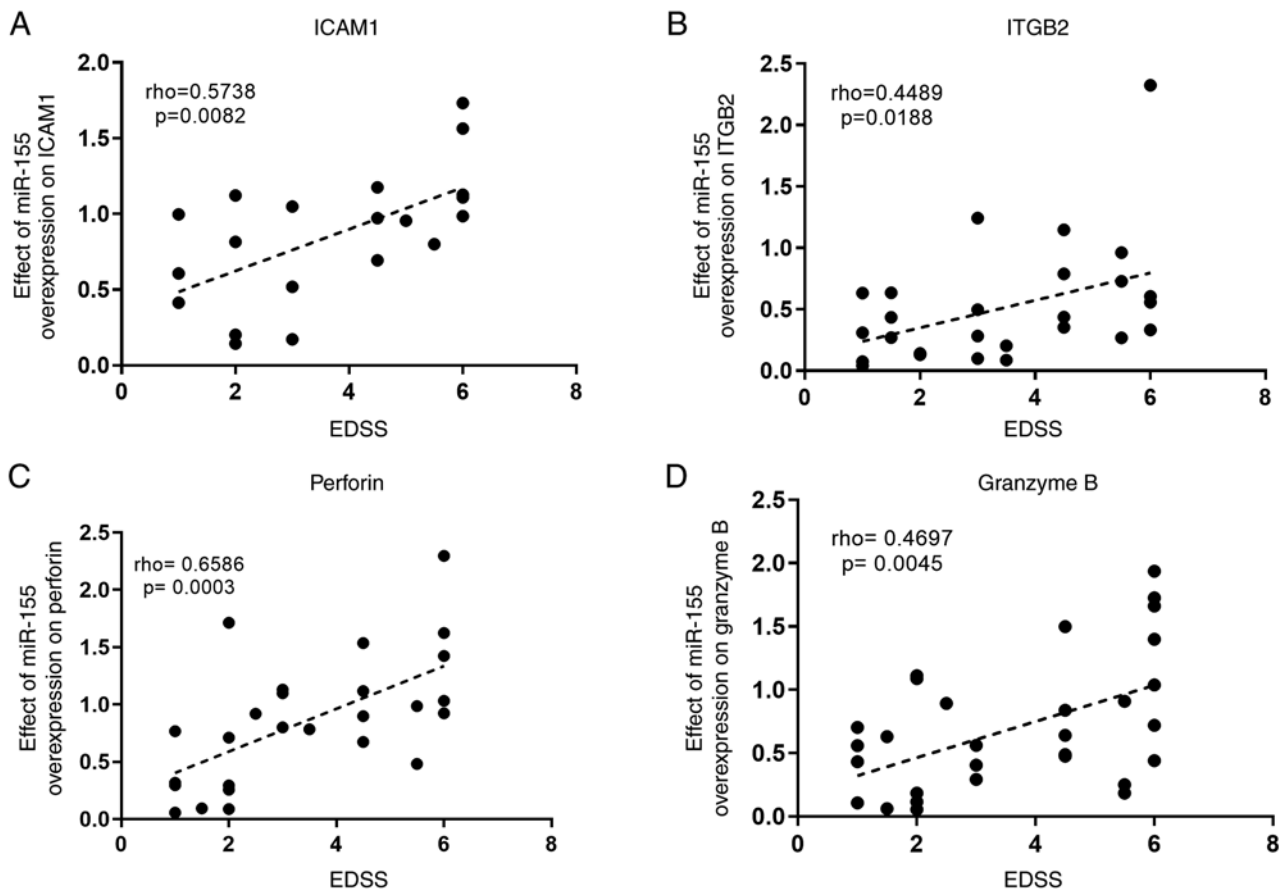 A
ICAM1
Effect of miR-155
overexpression on ICAM1
2.0
1.5
1.0
0.5
0.0
rho=0.5738
p=0.0082
0
2
4
6
8
EDSS
B
ITGB2
Effect of miR-155
overexpression on ITGB2
2.5
2.0
1.5
1.0
0.5
0.0
rho=0.4489
p=0.0188
0
2
4
6
8
EDSS
C
Perforin
Effect of miR-155
overexpression on perforin
2.5
2.0
1.5
1.0
0.5
0.0
rho= 0.6586
p= 0.0003
0
2
4
6
8
EDSS
D
Granzyme B
Effect of miR-155
overexpression on granzyme B
2.5
2.0
1.5
1.0
0.5
0.0
rho= 0.4697
p= 0.0045
0
2
4
6
8
EDSS